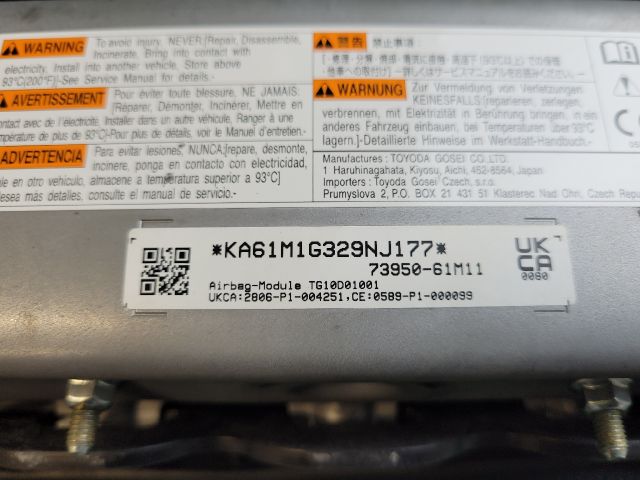 WARNING To avoid injury, NEVER:[Repair, Disassemble,
Incinerate, Bring into contact with
electricity, Install into another vehicle, Store above
93°C(200°F)]-See Service Manual for details.
AVERTISSEMENT Pour éviter toute blessure, NE JAMAIS:
[Réparer, Démonter, Incinérer, Mettre en
contact avec de l'électricité, Installer dans un autre véhicule, Ranger à une
température de plus de 93°C]-Pour plus de détails, voir le Manuel d'entretien.
ADVERTENCIA Para evitar lesiones, NUNCA:[repare, desmonte,
incinere, ponga en contacto con electricidad,
en otro vehículo, almacene a temperatura superior a 93°C]
desea más detalles, consulte el manual de servicio.
警告 禁止事項:
WARNUNG Zur Vermeidung von Verletzungen
KEINESFALLS:[reparieren, zerlegen,
verbrennen, mit Elektrizität in Berührung bringen, in ein
anderes Fahrzeug einbauen, bei Temperaturen über 93°C
lagern.]-Detaillierte Hinweise im Werkstatt-Handbuch.
Manufactures : TOYODA GOSEI CO.,LTD.
1 Haruhinagahata, Kiyosu, Aichi, 452-8564, Japan
Importers : Toyoda Gosei Czech, s.r.o.
Prumyslova 2, P.O. BOX 21 431 51 Klasterec Nad Ohri, Czech Repub
CE
*KA61M1G329NJ177*
73950-61M11
UK
CA
0080
Airbag-Module TG10D01001
UKCA:2806-P1-004251,CE:0589-P1-000099